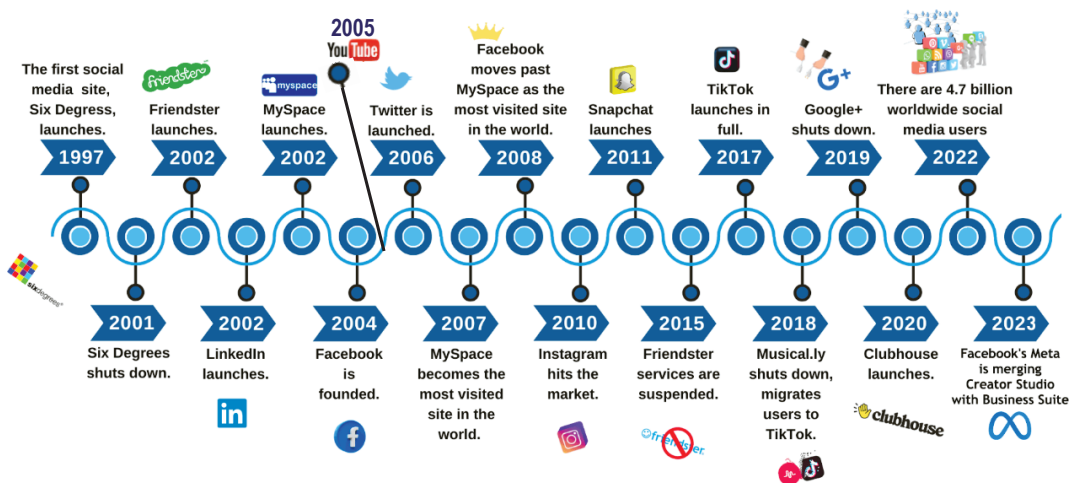 2005
YouTube
The first social
media site,
Six Degress,
launches.
1997
friendster
Friendster
launches.
2002
myspace
MySpace
launches.
2002
Twitter is
launched.
2006
Facebook
moves past
MySpace as the
most visited site
in the world.
2008
Snapchat
launches
2011
TikTok
launches in
full.
2017
G+
Google+
shuts down.
2019
There are 4.7 billion
worldwide social
media users
2022
sixdegrees
2001
Six Degrees
shuts down.
2002
LinkedIn
launches.
in
2004
Facebook
is
founded.
f
2007
MySpace
becomes the
most visited
site in the
world.
2010
Instagram
hits the
market.
2015
Friendster
services are
suspended.
friendster
2018
Musical.ly
shuts down,
migrates
users to
TikTok.
2020
Clubhouse
launches.
clubhouse
2023
Facebook's Meta
is merging
Creator Studio
with Business Suite